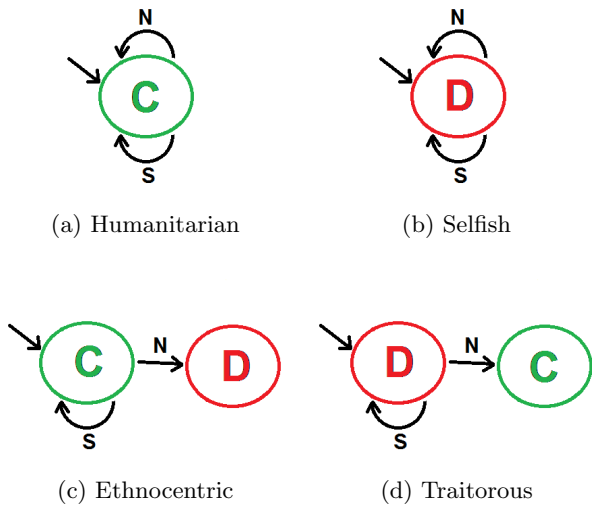 N N
C D
S S
(a) Humanitarian (b) Selfish
C N D D N C
S S
(c) Ethnocentric (d) Traitorous